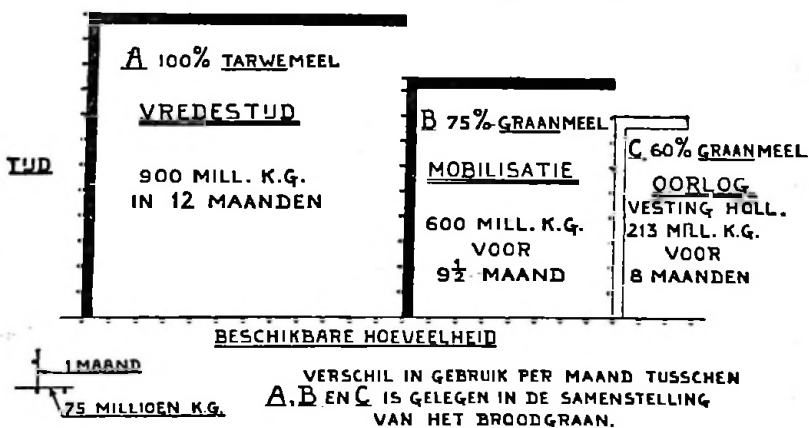 A 100% TARWEMEEL
VREDESTIJD
900 MILL. K.G.
IN 12 MAANDEN
TIJD
B 75% GRAANMEEL
MOBILISATIE
600 MILL. K.G.
VOOR
9½ MAAND
C 60% GRAANMEEL
OORLOG
VESTING HOLL.
213 MILL. K.G.
VOOR
8 MAANDEN
BESCHIKBARE HOEVEELHEID
1 MAAND
75 MILLIOEN K.G.
VERSCHIL IN GEBRUIK PER MAAND TUSSCHEN
A, B EN C IS GELEGEN IN DE SAMENSTELLING
VAN HET BROODGRAAN.